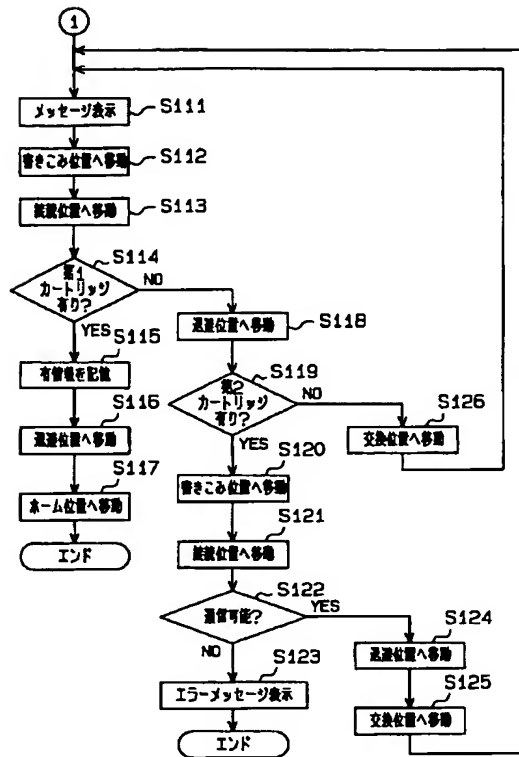 1
メッセージ表示
S111
書きこみ位置へ移動
S112
接続位置へ移動
S113
第1
カートリッジ
有り?
S114
NO
YES
S115
有情報を記憶
退避位置へ移動
S116
ホーム位置へ移動
S117
エンド
退避位置へ移動
S118
第2
カートリッジ
有り?
S119
NO
YES
交換位置へ移動
S126
書きこみ位置へ移動
S120
接続位置へ移動
S121
通信可能?
S122
YES
NO
エラーメッセージ表示
S123
エンド
退避位置へ移動
S124
交換位置へ移動
S125